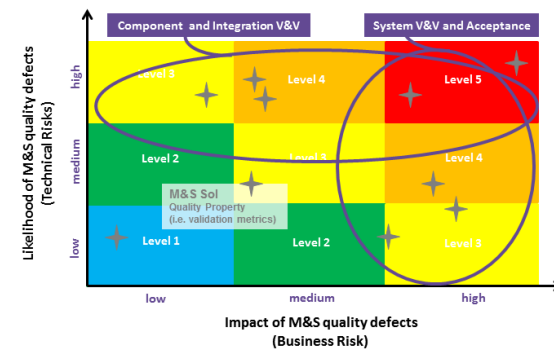 Component and Integration V&V
System V&V and Acceptance
Likelihood of M&S quality defects
(Technical Risks)
high
medium
low
Level 3
Level 4
Level 5
Level 2
Level 3
Level 4
M&S Sol
Quality Property
(i.e. validation metrics)
Level 1
Level 2
Level 3
low
medium
high
Impact of M&S quality defects
(Business Risk)